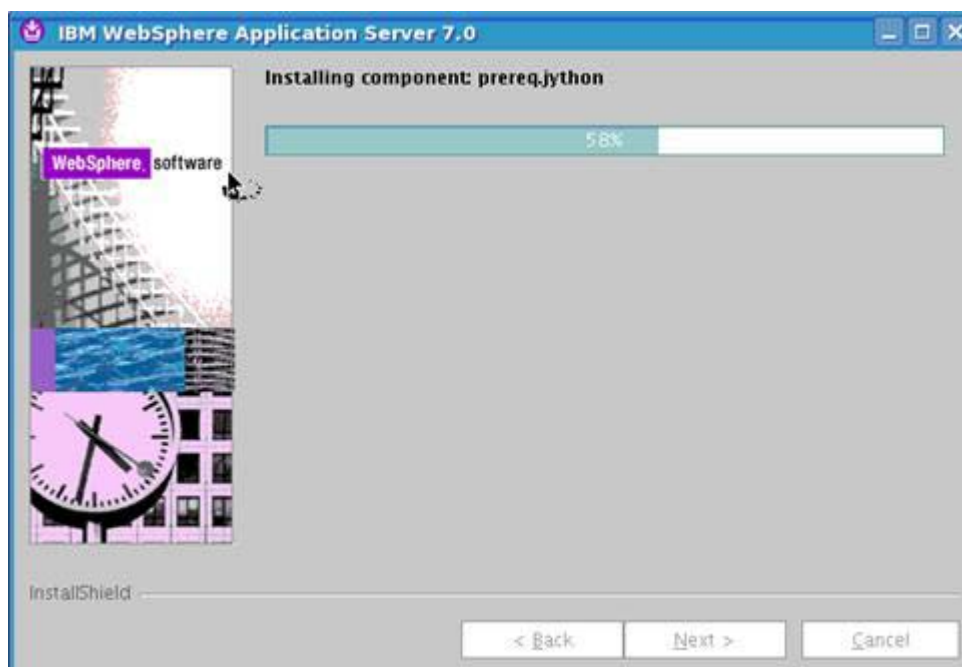 IBM WebSphere Application Server 7.0
Installing component: prereq.jython
58%
WebSphere. software
InstallShield
< Back
Next >
Cancel